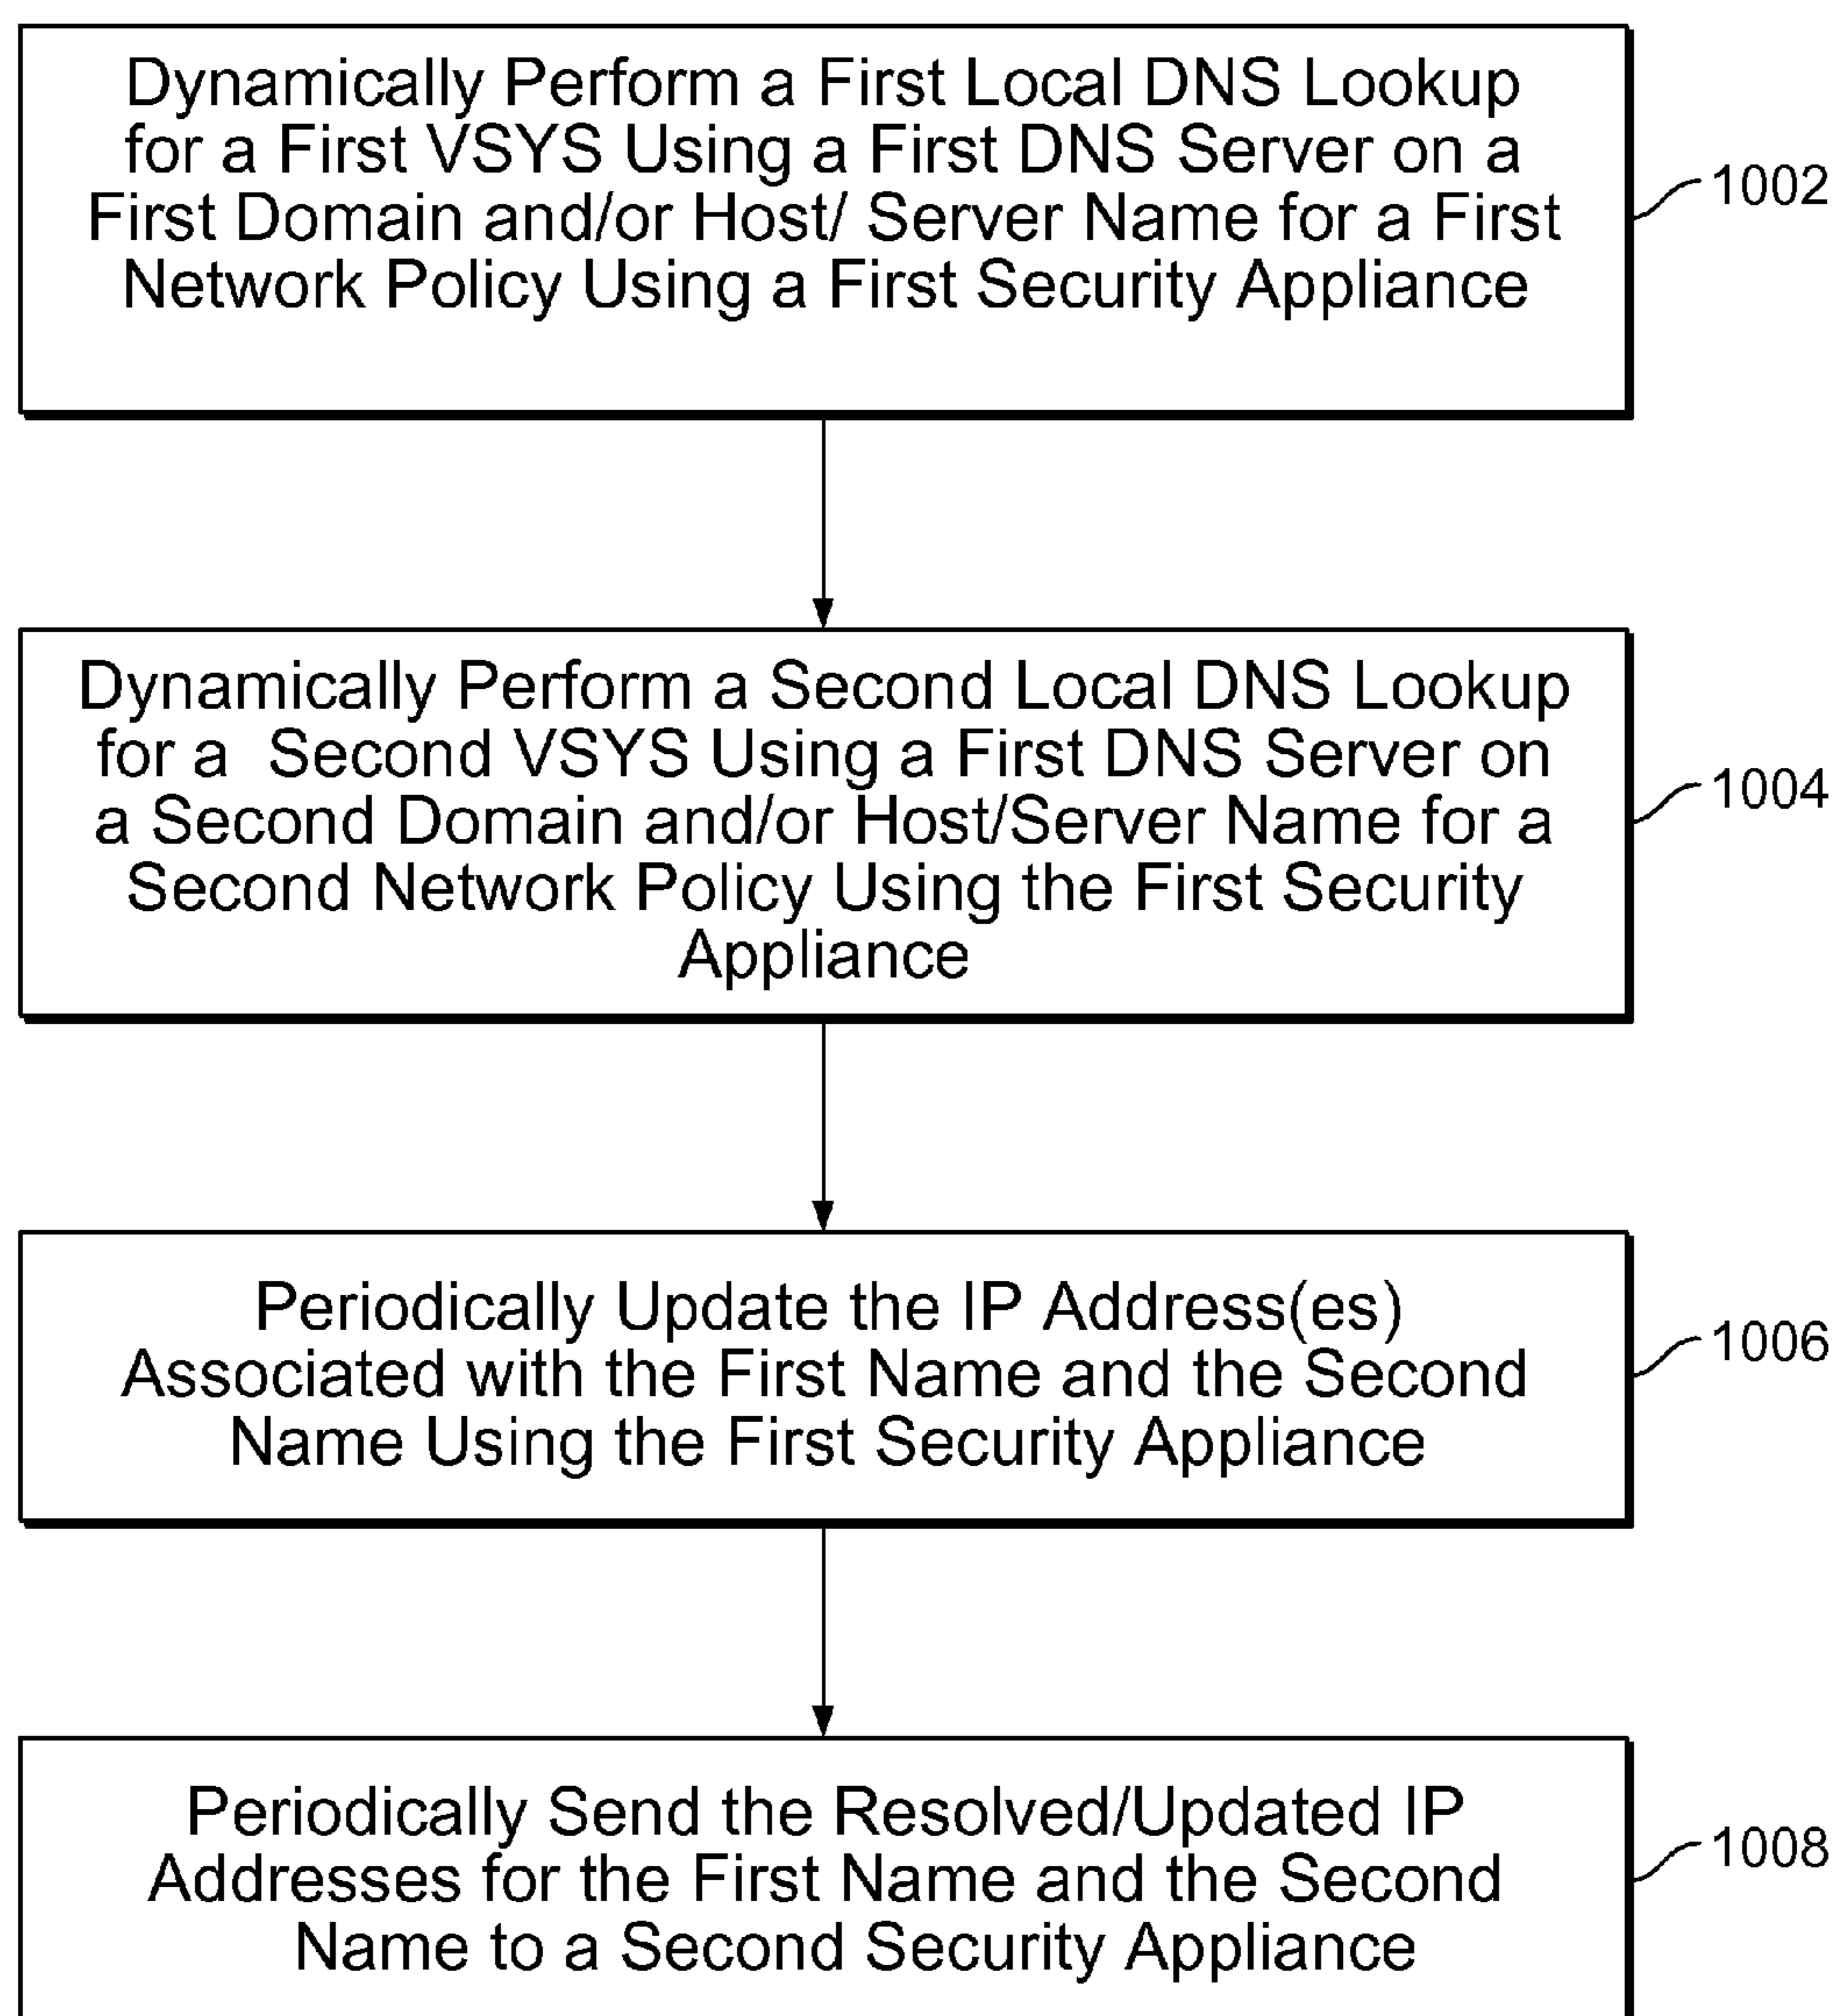 Dynamically Perform a First Local DNS Lookup
for a First VSYS Using a First DNS Server on a
First Domain and/or Host/ Server Name for a First
Network Policy Using a First Security Appliance
1002
Dynamically Perform a Second Local DNS Lookup
for a Second VSYS Using a First DNS Server on
a Second Domain and/or Host/Server Name for a
Second Network Policy Using the First Security
Appliance
1004
Periodically Update the IP Address(es)
Associated with the First Name and the Second
Name Using the First Security Appliance
1006
Periodically Send the Resolved/Updated IP
Addresses for the First Name and the Second
Name to a Second Security Appliance
1008